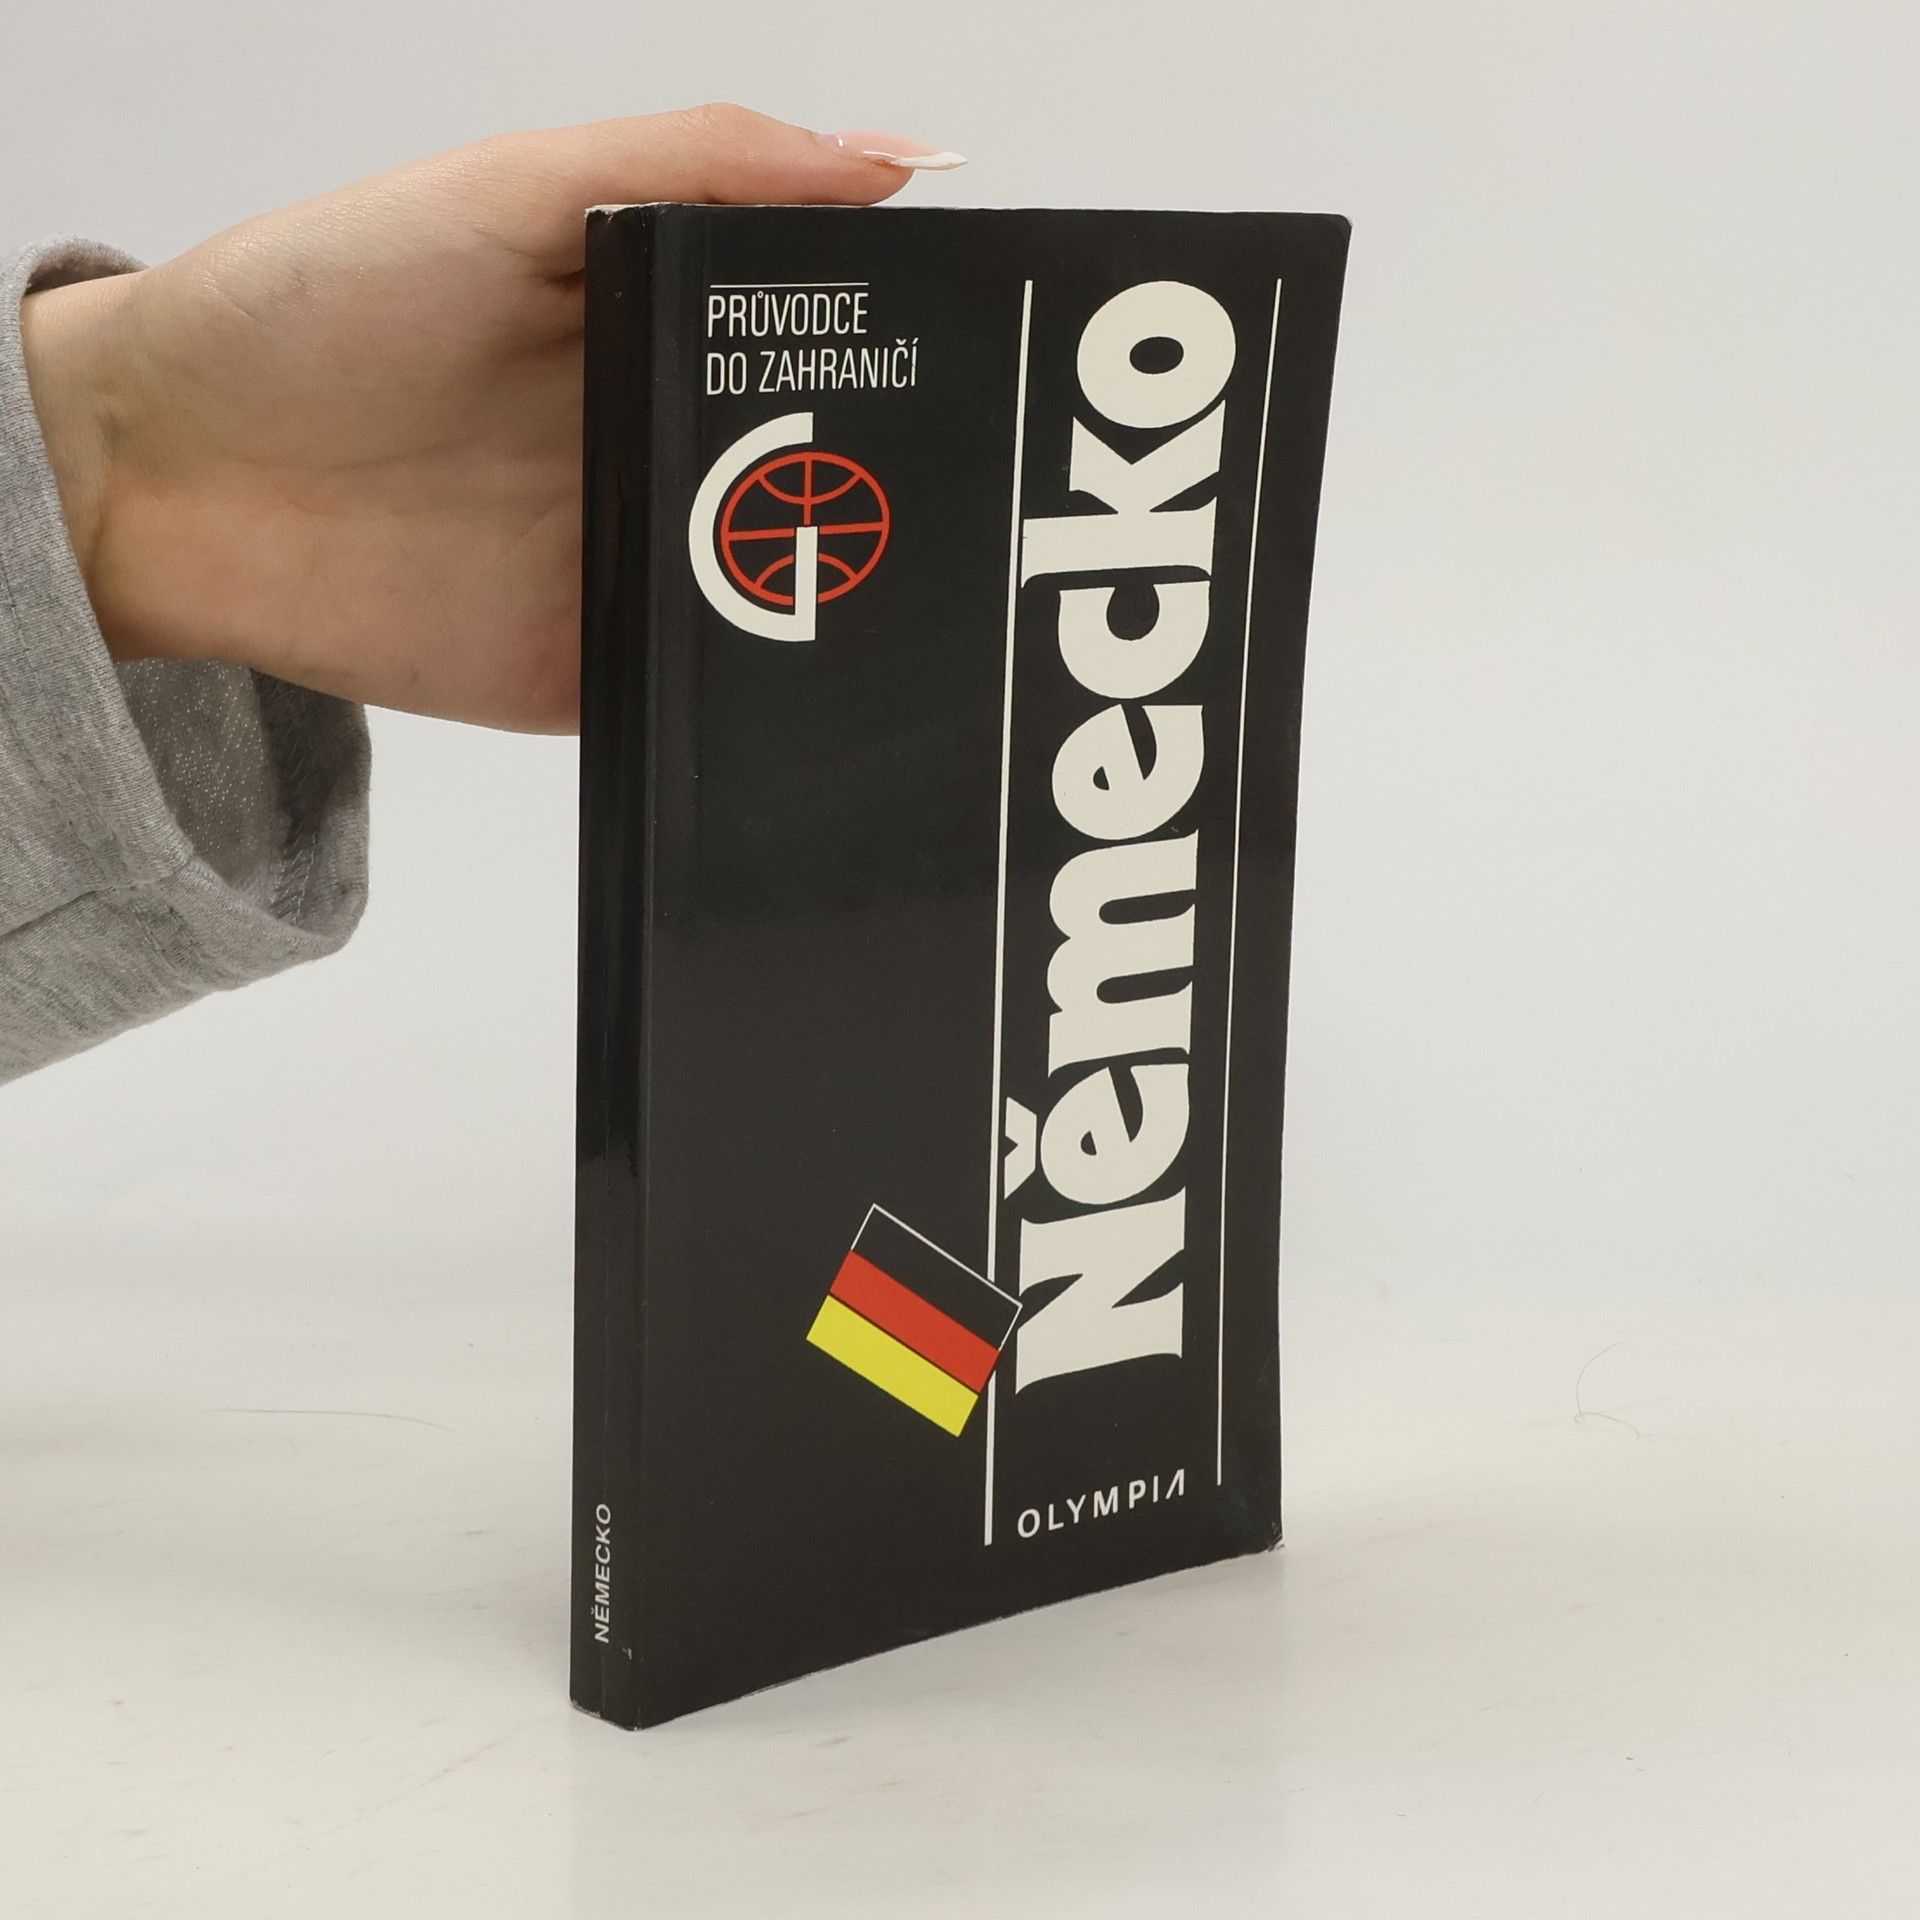 PRŮVODCE
DO ZAHRANIČÍ
Německo
OLYMPIA
NĚMECKO